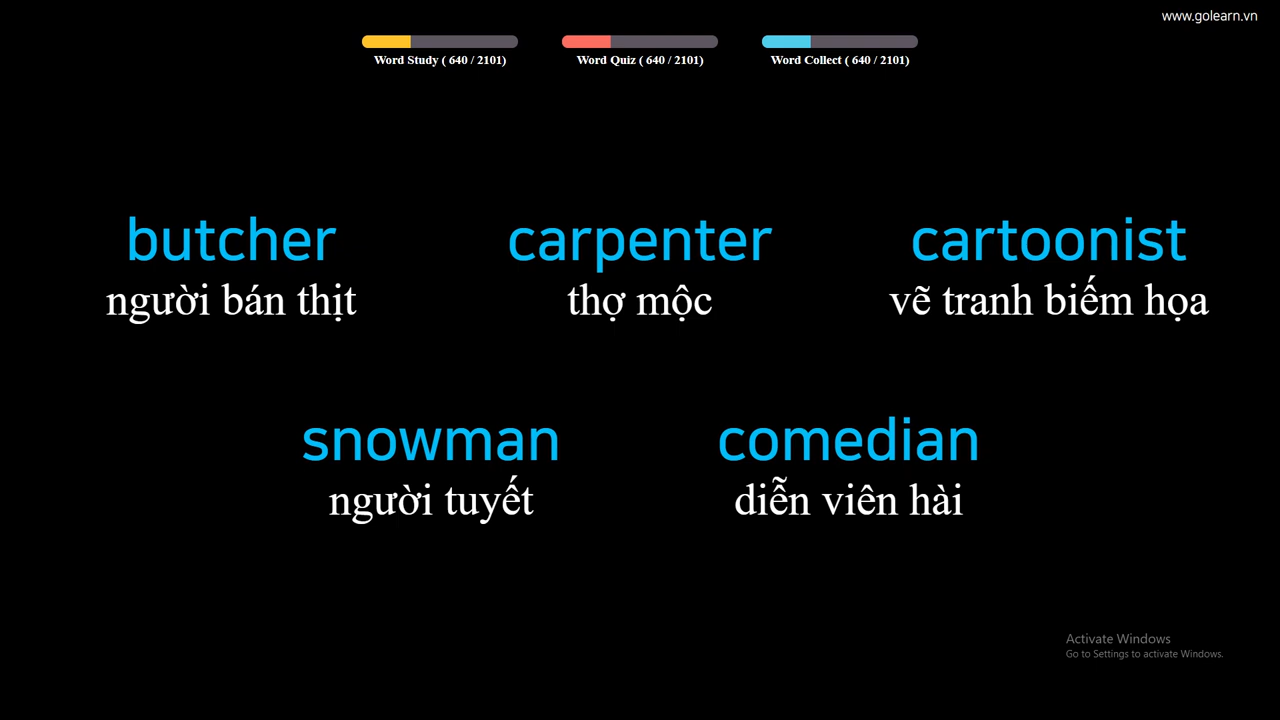 www.golearn.vn
Word Study ( 640 / 2101) Word Quiz ( 640 / 2101) Word Collect ( 640 / 2101)
butcher carpenter cartoonist
người bán thịt thợ mộc vẽ tranh biếm họa
snowman comedian
người tuyết diễn viên hài
Activate Windows
Go to Settings to activate Windows.